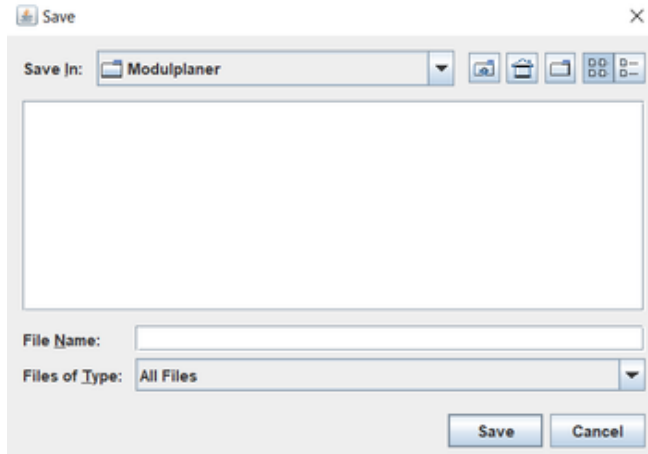 Save
Save In: Modulplaner
File Name:
Files of Type: All Files
Save Cancel